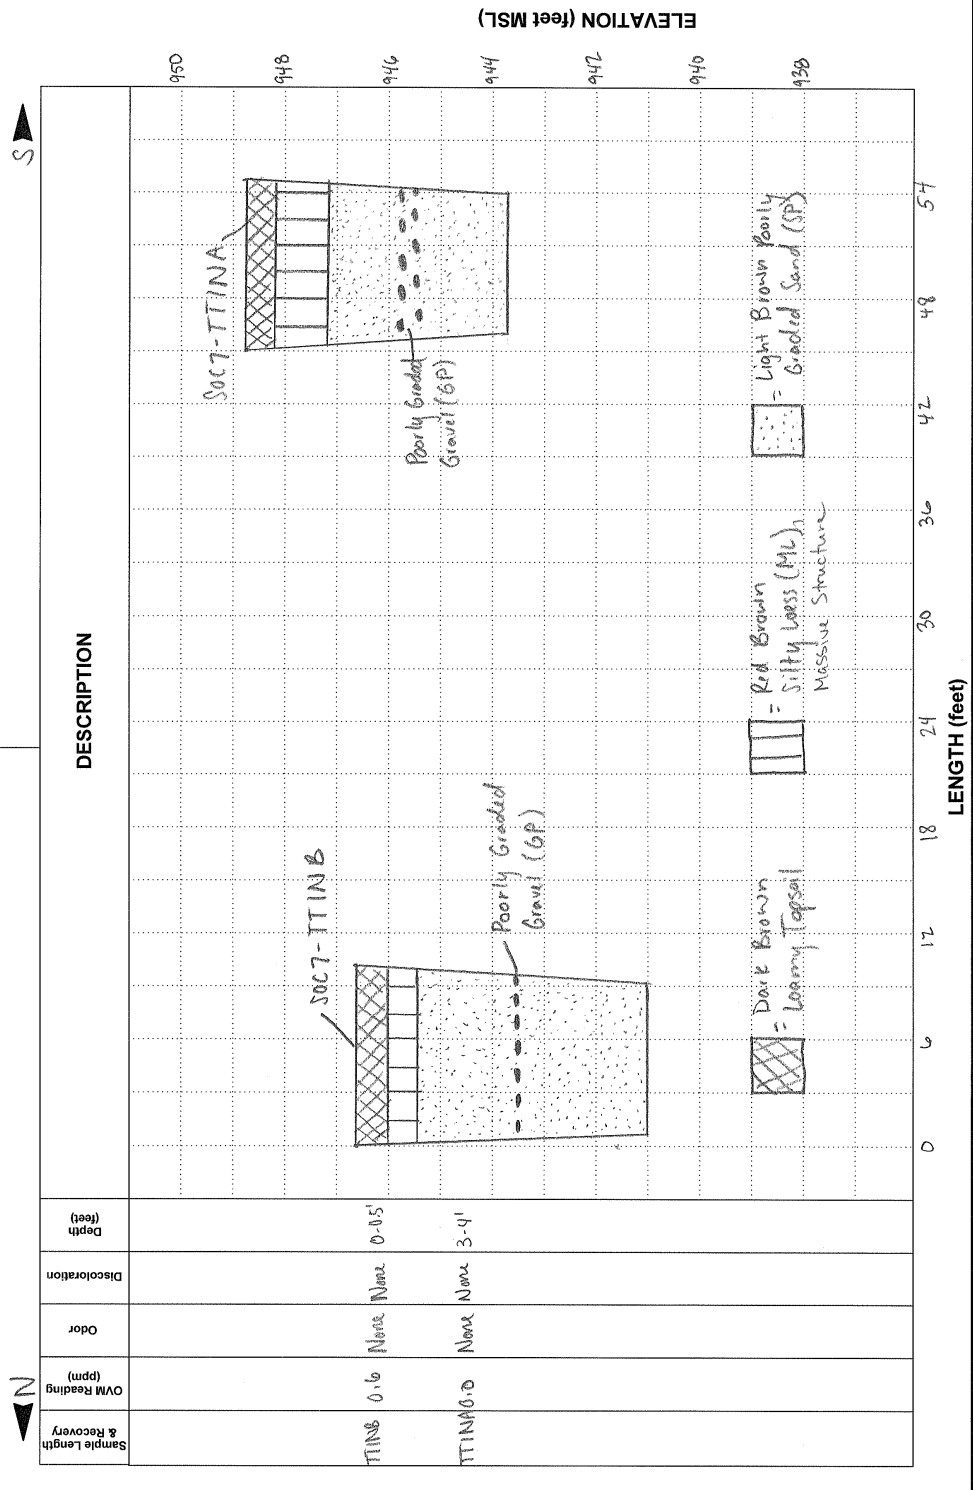 N
S
Sample Length
& Recovery
OVM Reading
(ppm)
Odor
Discoloration
Depth
(feet)
DESCRIPTION
TTINB 0.6 None None 0-0.5'
None None 3-4'
SOC7-TTINB
Poorly Graded
Gravel (GP)
SOC7-TTINA
Poorly Graded
Gravel (GP)
= Dark Brown
Loamy Topsoil
= Red Brown
Silty Loess (ML),
Massive Structure
= Light Brown Poorly
Graded Sand (SP)
950
948
946
944
942
940
938
ELEVATION (feet MSL)
0 6 12 18 24 30 36 42 48 54
LENGTH (feet)